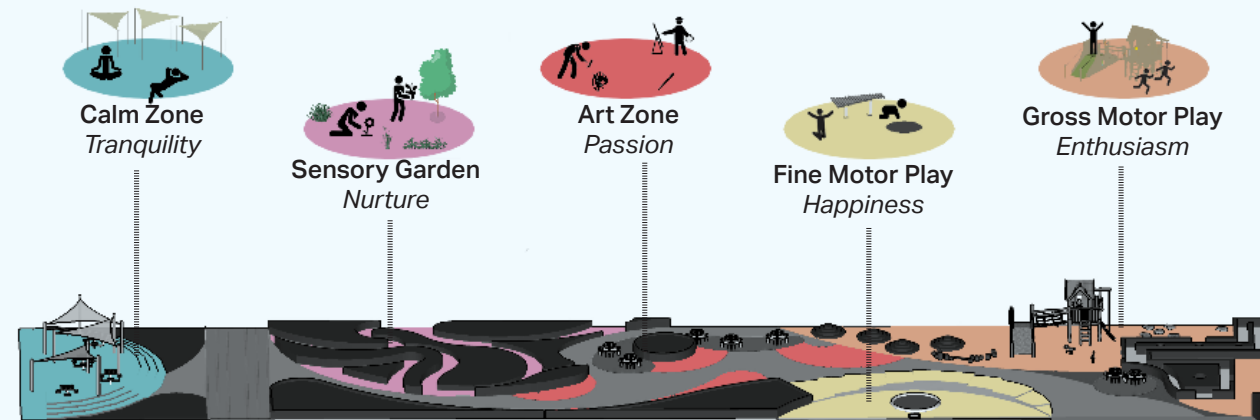 Calm Zone
Tranquility
Sensory Garden
Nurture
Art Zone
Passion
Fine Motor Play
Happiness
Gross Motor Play
Enthusiasm